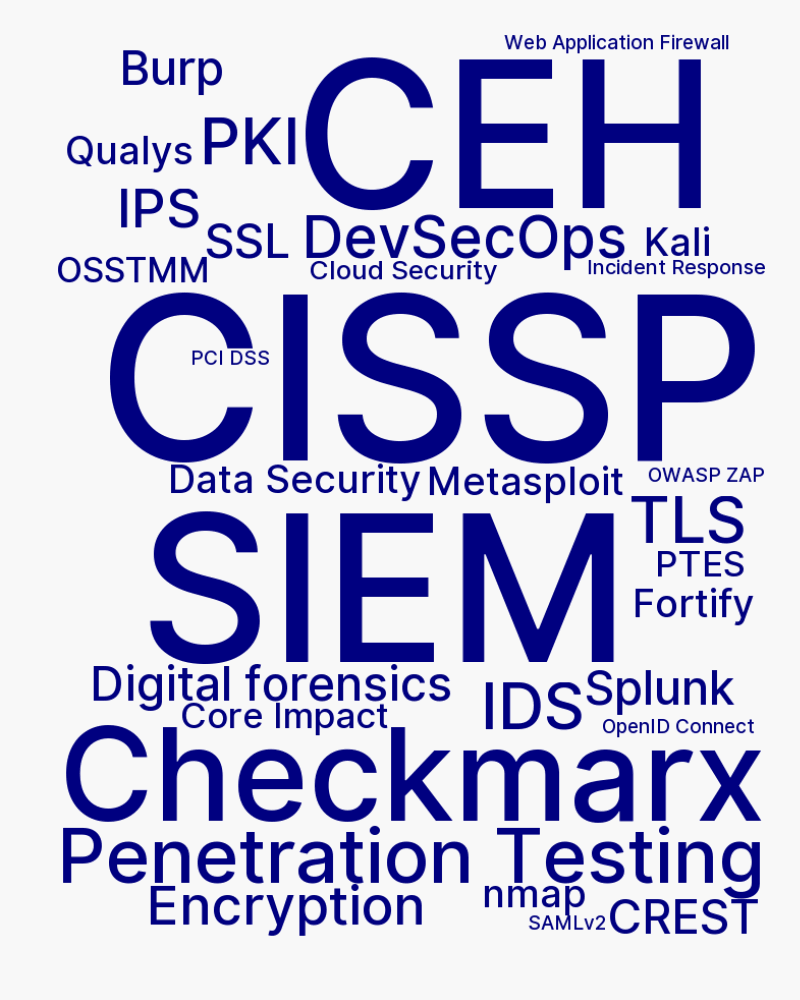 Web Application Firewall
Burp
CEH
Qualys
PKI
IPS
SSL
DevSecOps
Kali
OSSTMM
Cloud Security
Incident Response
CISSP
PCI DSS
Data Security
Metasploit
OWASP ZAP
SIEM
TLS
PTES
Fortify
Digital forensics
IDS
Splunk
Core Impact
OpenID Connect
Checkmarx
Penetration Testing
Encryption
nmap
SAMLv2
CREST